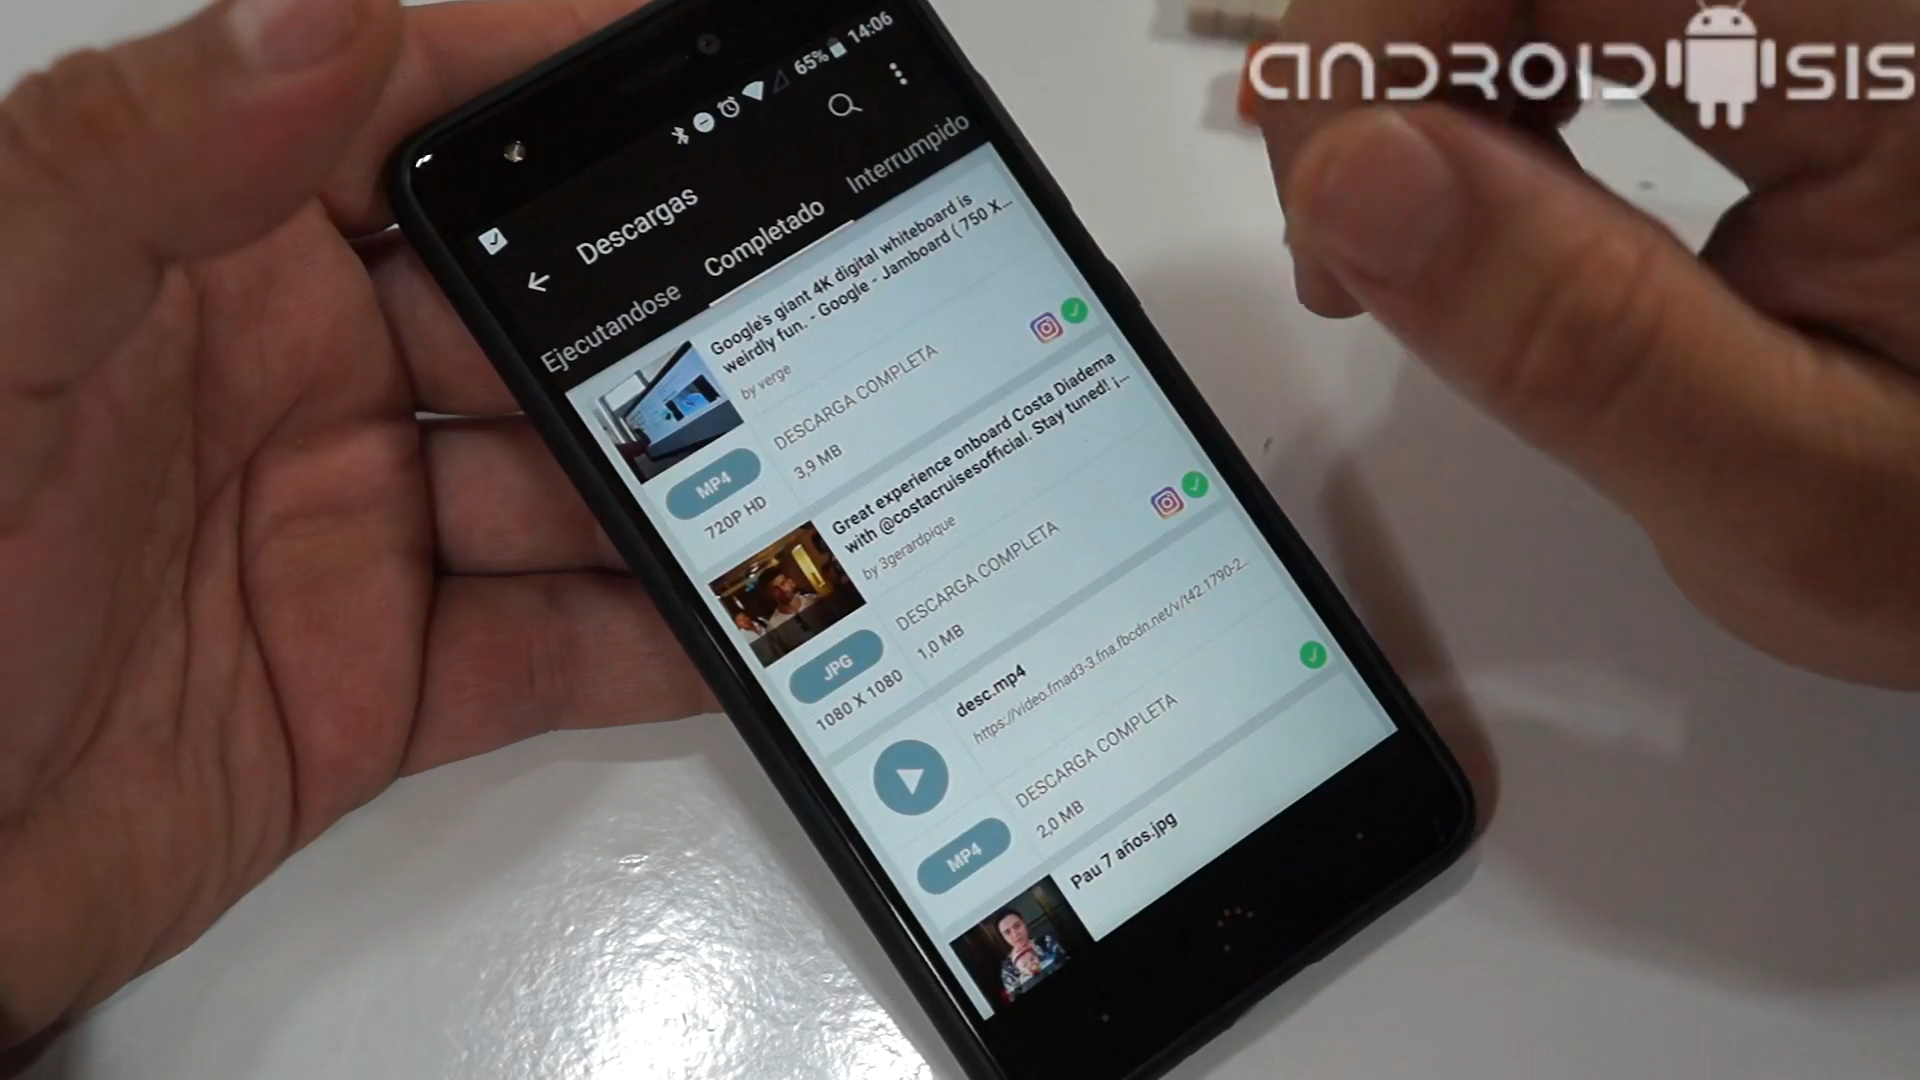 ANDROIDSIS
65% 14:06
Descargas
Ejecutandose Completado Interrumpido
Google's giant 4K digital whiteboard is
weirdly fun. - Google - Jamboard ( 750 X...
by verge
DESCARGA COMPLETA
3,9 MB
MP4
720P HD
Great experience onboard Costa Diadema
with @costacruisesofficial. Stay tuned! ¡...
by 3gerardpique
DESCARGA COMPLETA
1,0 MB
JPG
1080 X 1080
desc.mp4
https://video.fmad3-3.fna.fbcdn.net/v/t42.1790-2...
DESCARGA COMPLETA
2,0 MB
MP4
Pau 7 años.jpg